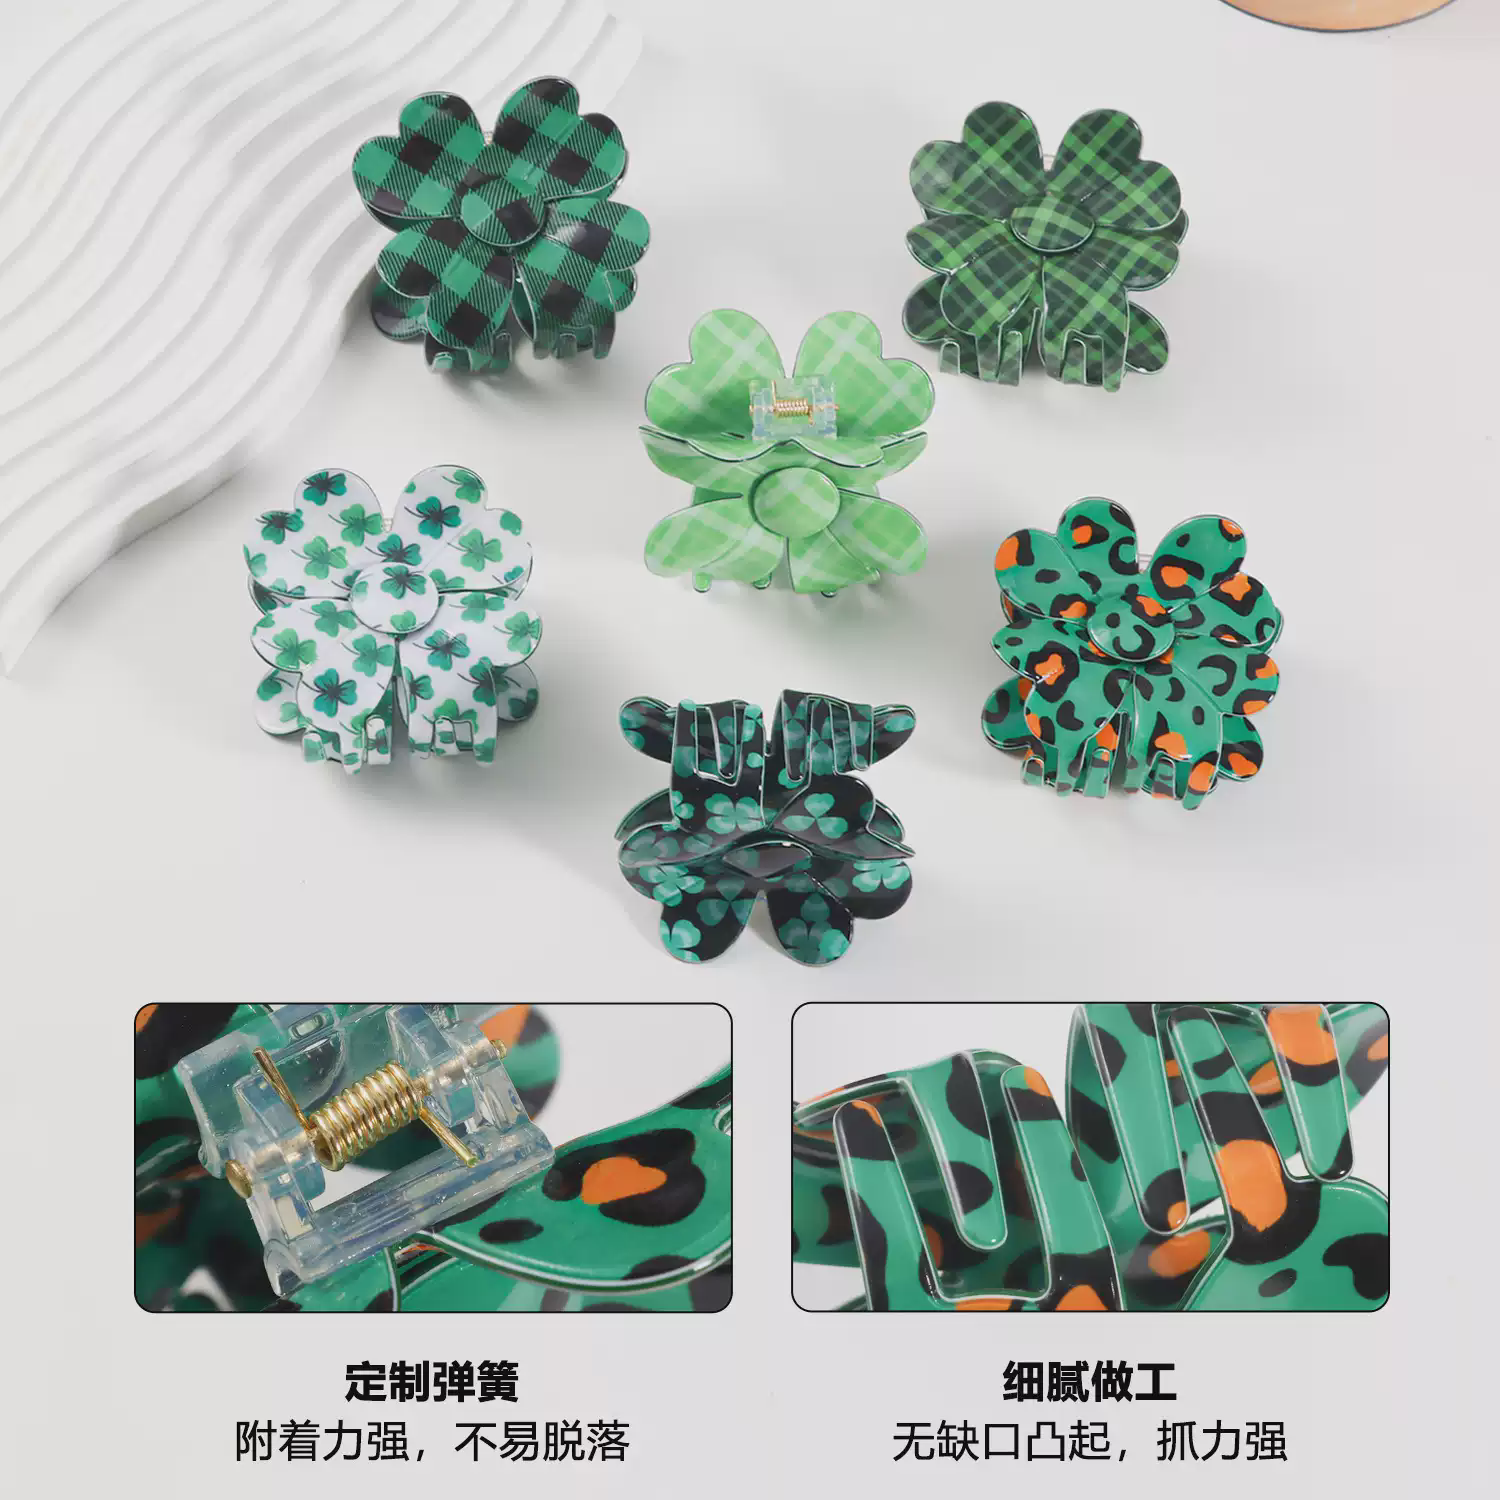 定制弹簧
附着力强，不易脱落
细腻做工
无缺口凸起，抓力强